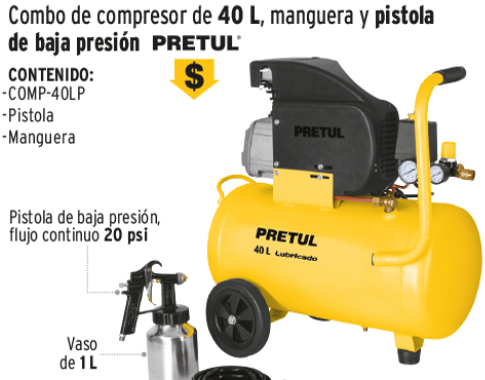 Combo de compresor de 40 L, manguera y pistola
de baja presión PRETUL®
$
CONTENIDO:
-COMP-40LP
-Pistola
-Manguera
PRETUL
Pistola de baja presión,
flujo continuo 20 psi
PRETUL
40 L Lubricado
Vaso
de 1 L